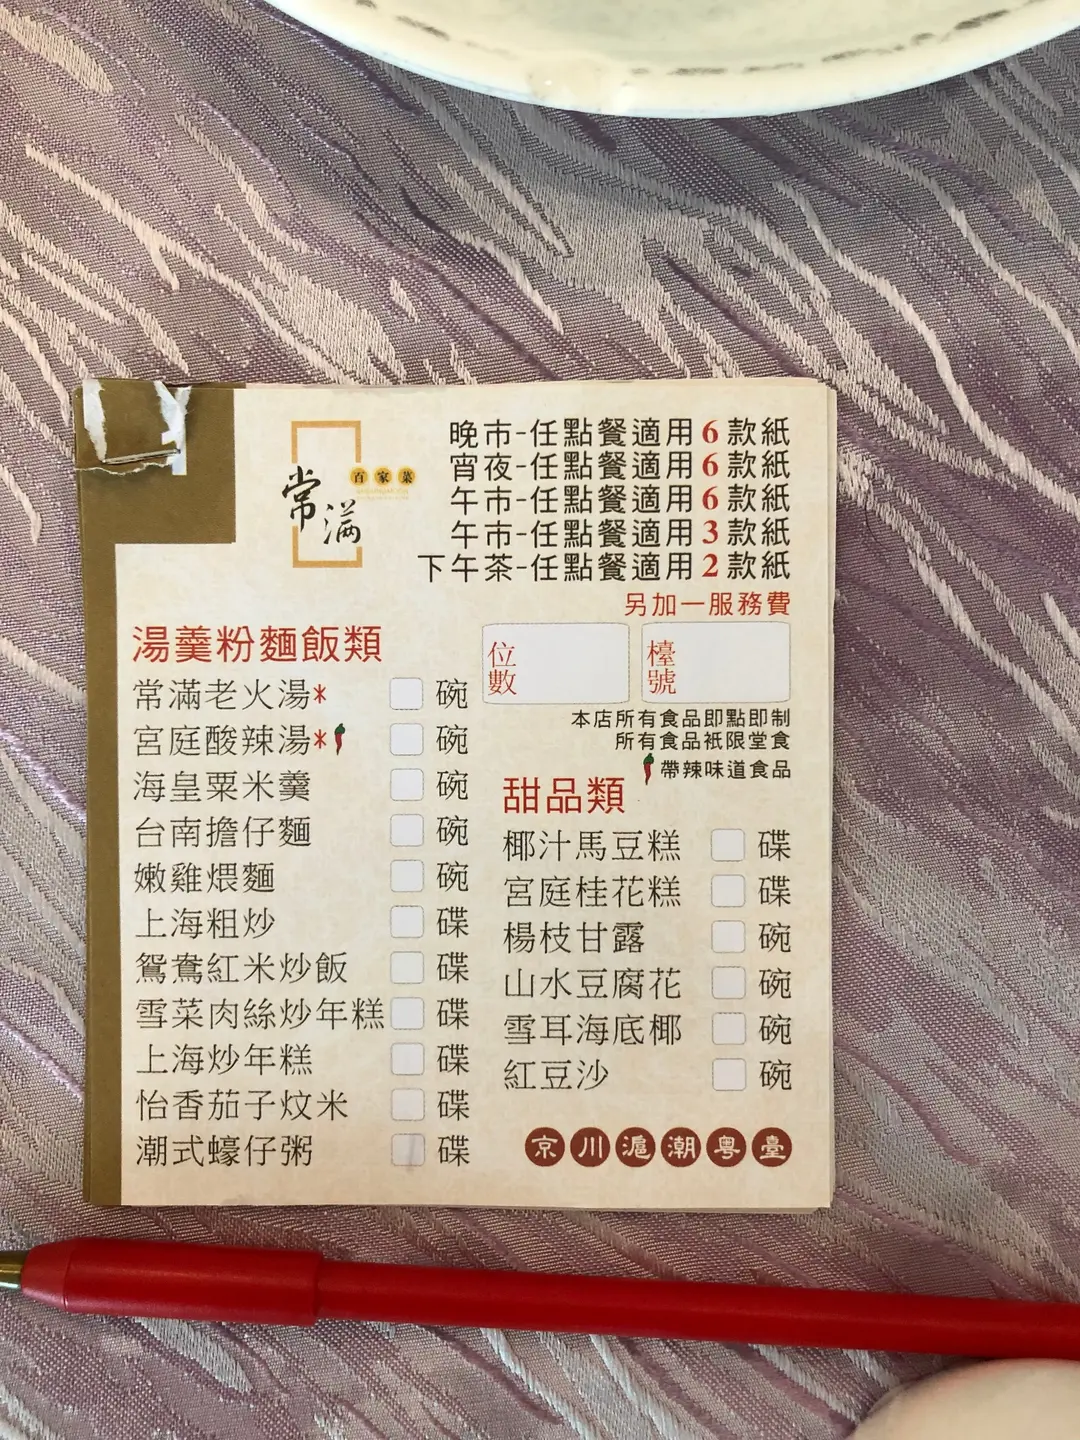 常滿
百家菜
晚市-任點餐適用6款紙
宵夜-任點餐適用6款紙
午市-任點餐適用6款紙
午市-任點餐適用3款紙
下午茶-任點餐適用2款紙
另加一服務費
位數
檯號
本店所有食品即點即制
所有食品衹限堂食
帶辣味道食品
湯羹粉麵飯類
常滿老火湯* 碗
宮庭酸辣湯* 碗
海皇粟米羹 碗
台南擔仔麵 碗
嫩雞煨麵 碗
上海粗炒 碟
鴛鴦紅米炒飯 碟
雪菜肉絲炒年糕 碟
上海炒年糕 碟
怡香茄子炆米 碟
潮式蠔仔粥 碟
甜品類
椰汁馬豆糕 碟
宮庭桂花糕 碟
楊枝甘露 碗
山水豆腐花 碗
雪耳海底椰 碗
紅豆沙 碗
京川滬潮粵臺